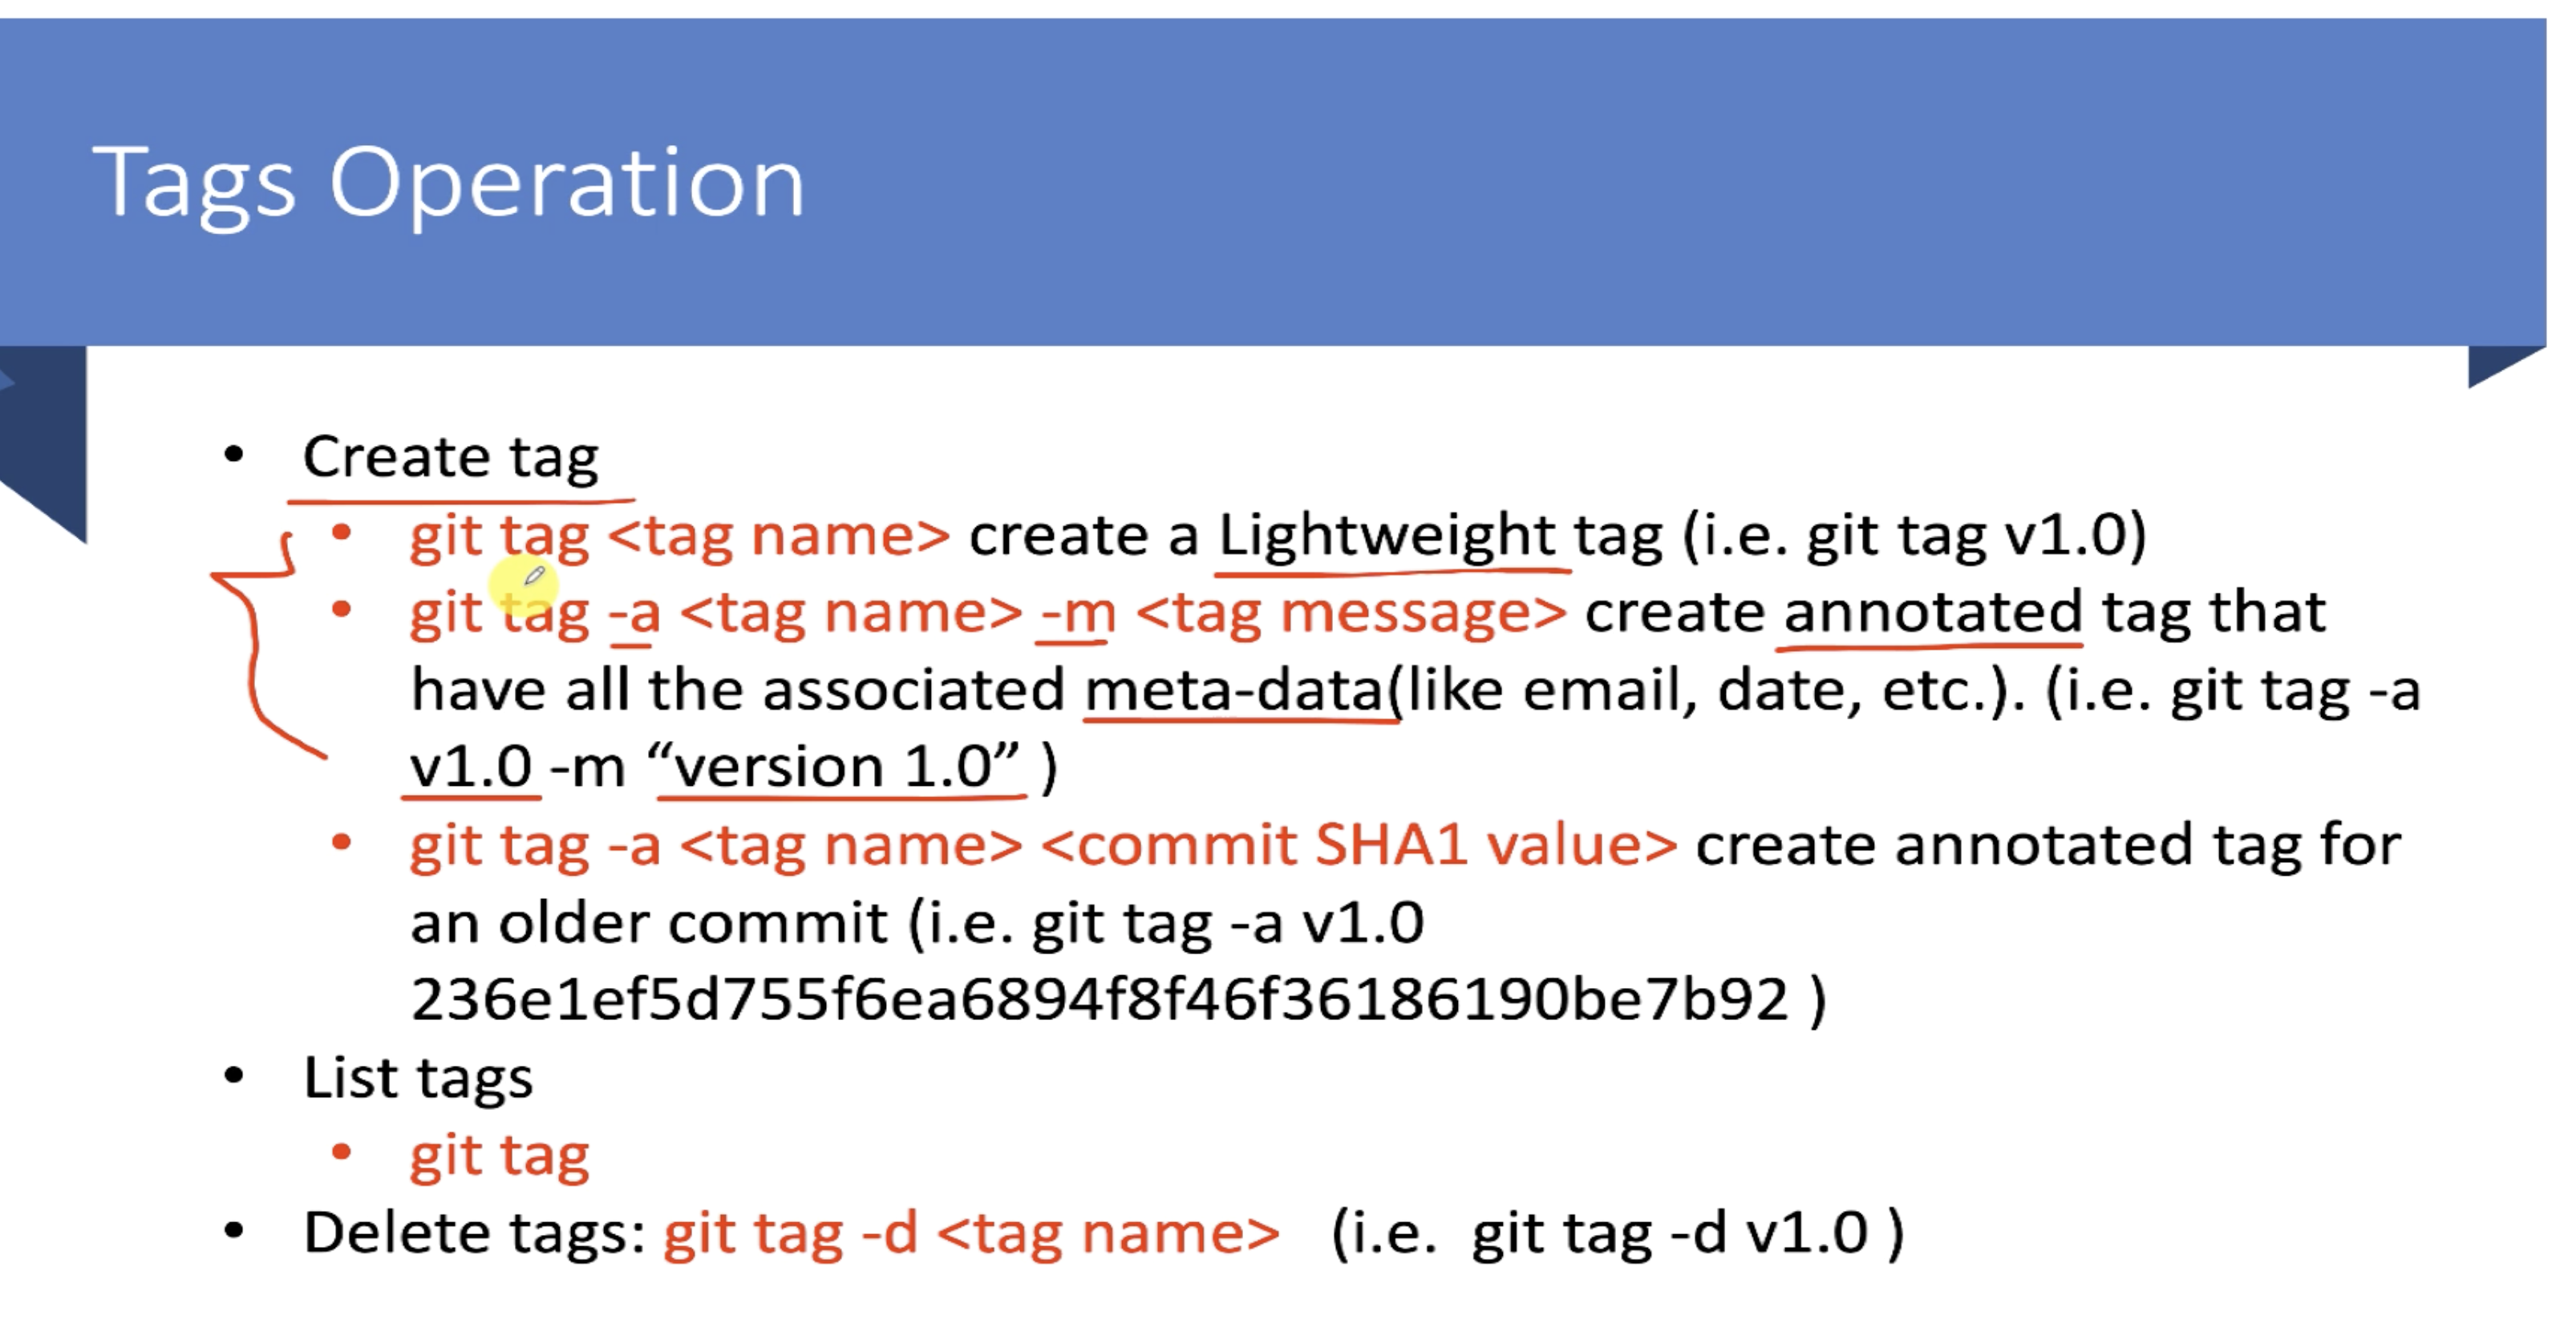 Tags Operation
• Create tag
• git tag <tag name> create a Lightweight tag (i.e. git tag v1.0)
• git tag -a <tag name> -m <tag message> create annotated tag that
have all the associated meta-data(like email, date, etc.). (i.e. git tag -a
v1.0 -m “version 1.0” )
• git tag -a <tag name> <commit SHA1 value> create annotated tag for
an older commit (i.e. git tag -a v1.0
236e1ef5d755f6ea6894f8f46f36186190be7b92 )
• List tags
• git tag
• Delete tags: git tag -d <tag name> (i.e. git tag -d v1.0 )